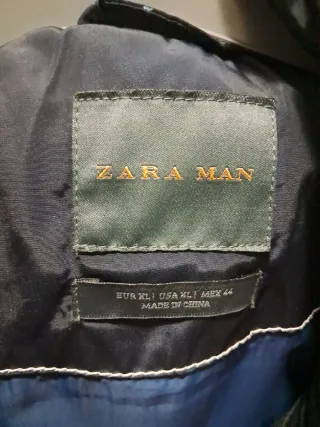 ZARA MAN
EUR XL | USA XL | MEX 44
MADE IN CHINA